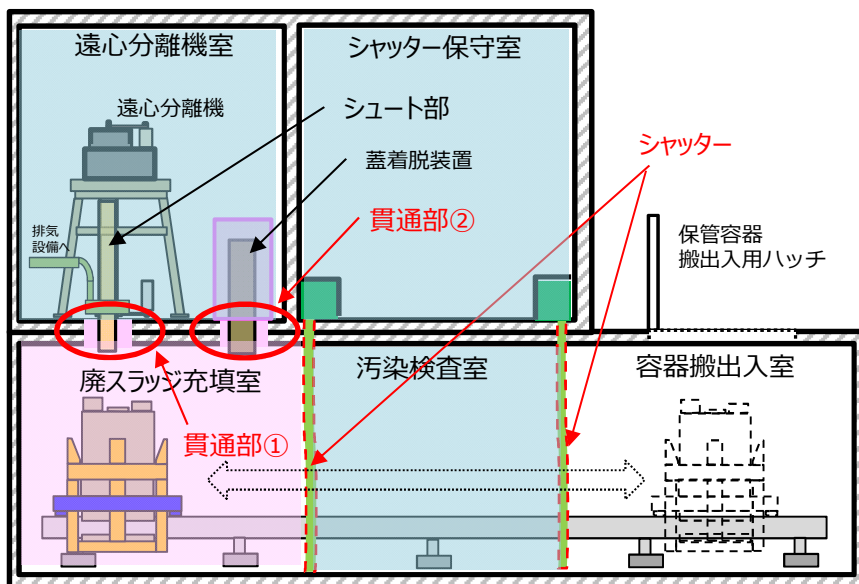 遠心分離機室
シャッター保守室
遠心分離機
シュート部
シャッター
蓋着脱装置
貫通部②
排気
設備へ
保管容器
搬出入用ハッチ
廃スラッジ充填室
汚染検査室
容器搬出入室
貫通部①